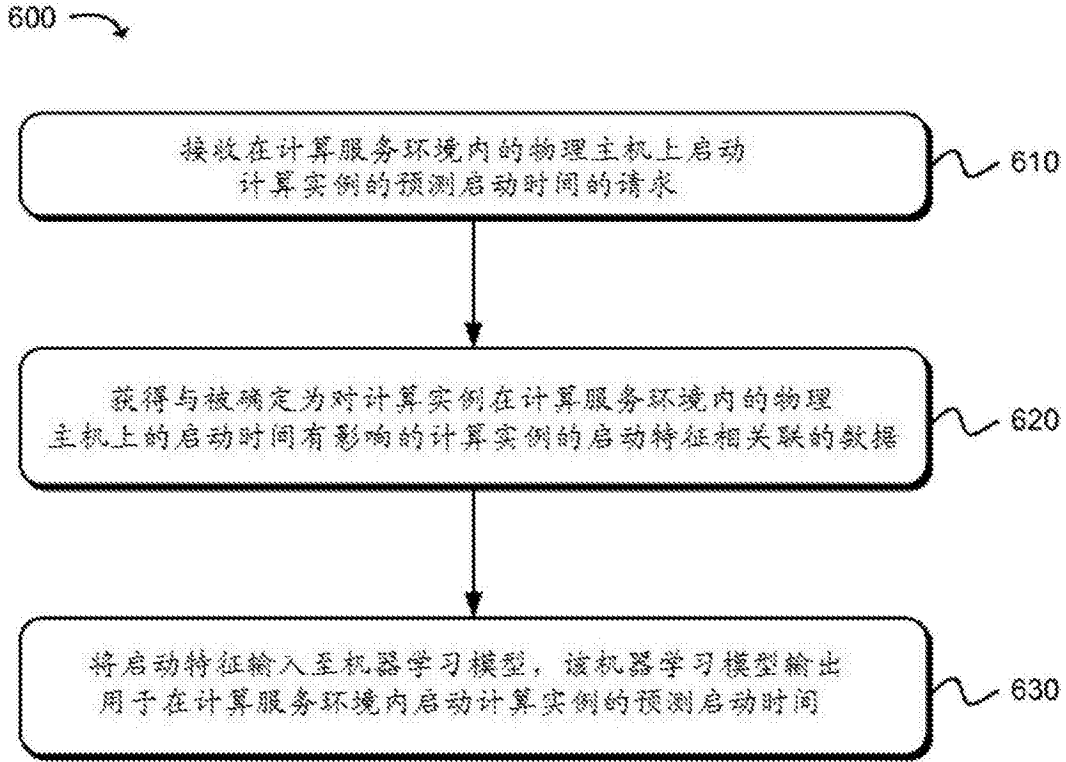 600
接收在计算服务环境内的物理主机上启动
计算实例的预测启动时间的请求
610
获得与被确定为对计算实例在计算服务环境内的物理
主机上的启动时间有影响的计算实例的启动特征相关联的数据
620
将启动特征输入至机器学习模型，该机器学习模型输出
用于在计算服务环境内启动计算实例的预测启动时间
630